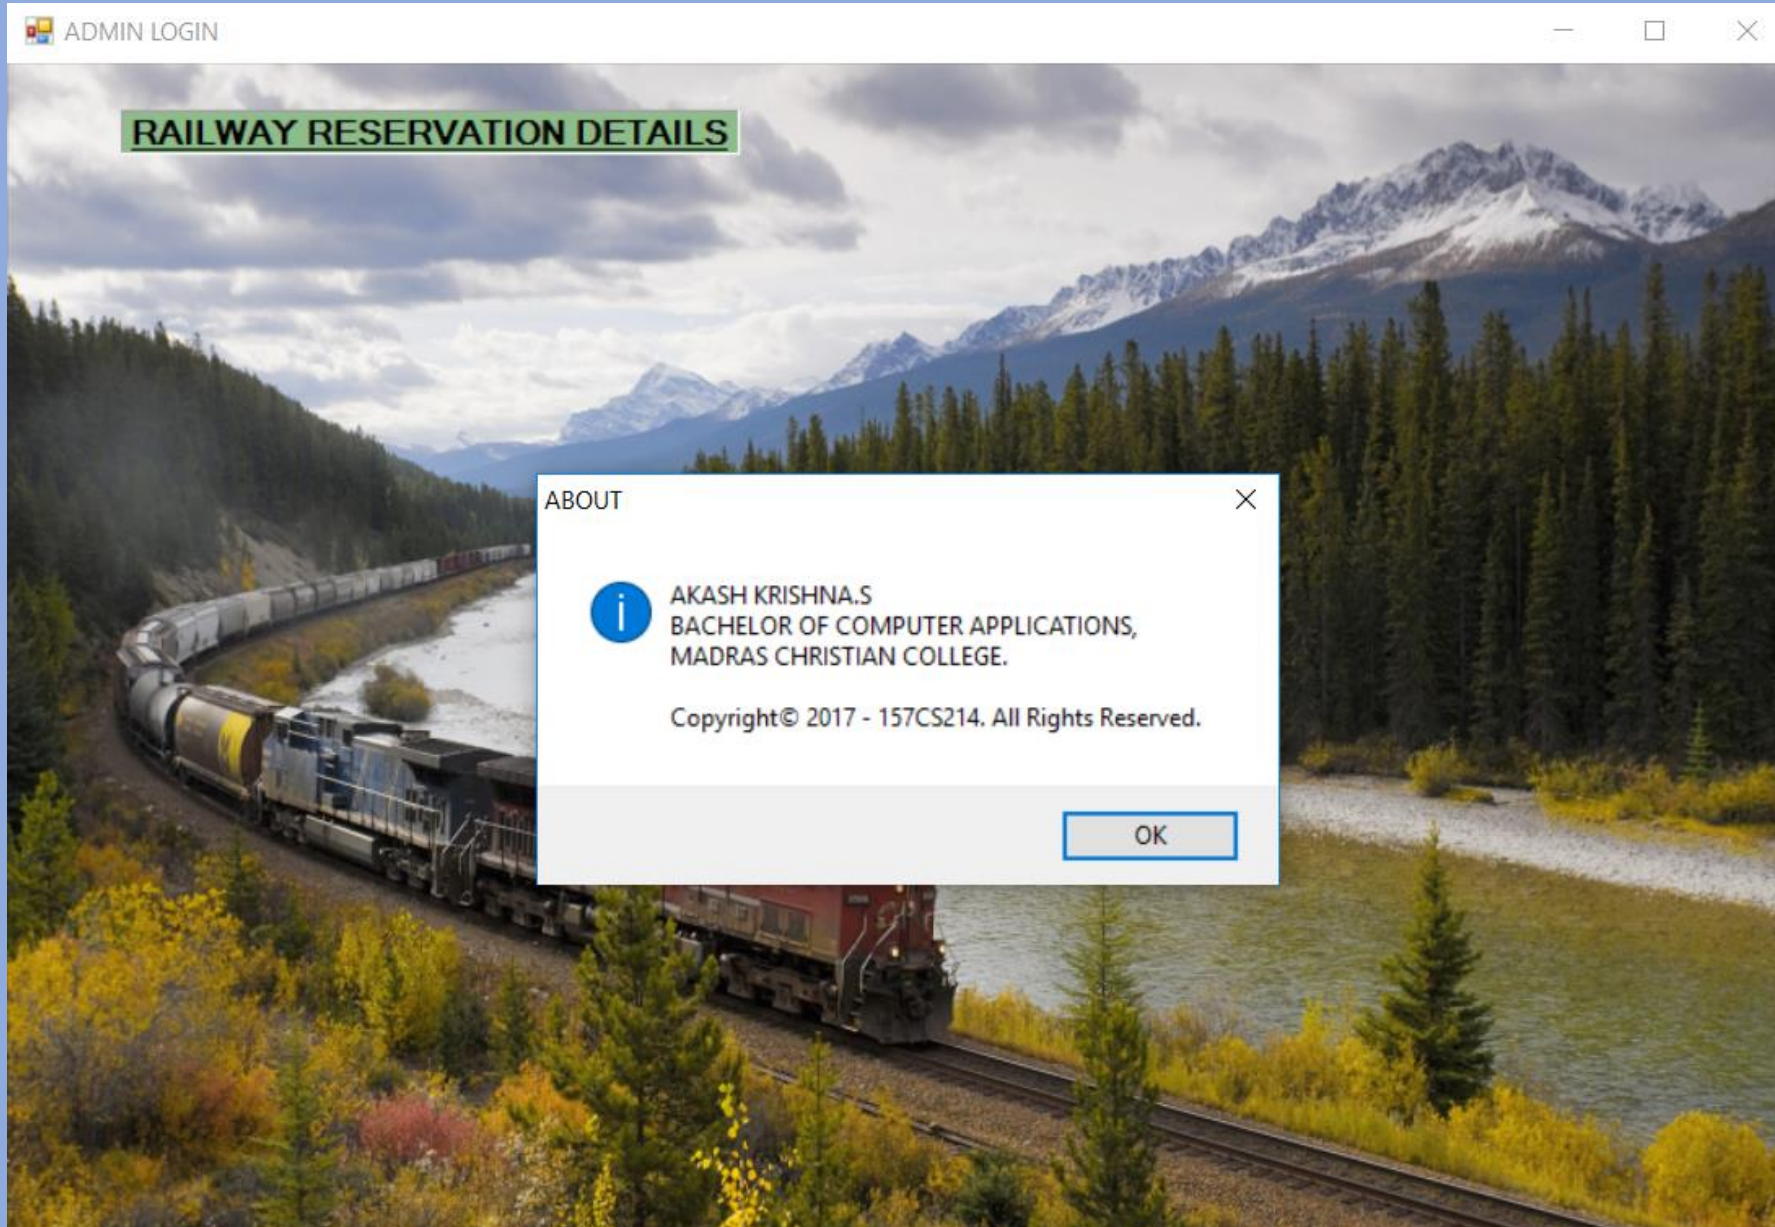 ADMIN LOGIN
RAILWAY RESERVATION DETAILS
ABOUT
AKASH KRISHNA.S
BACHELOR OF COMPUTER APPLICATIONS,
MADRAS CHRISTIAN COLLEGE.
Copyright© 2017 - 157CS214. All Rights Reserved.
OK